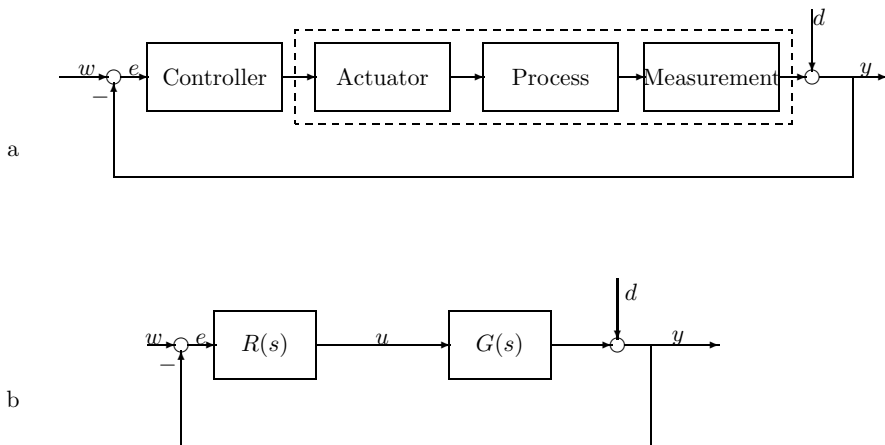 d
w e Controller Actuator Process Measurement y
−
a
d
w e R(s) u G(s) y
−
b